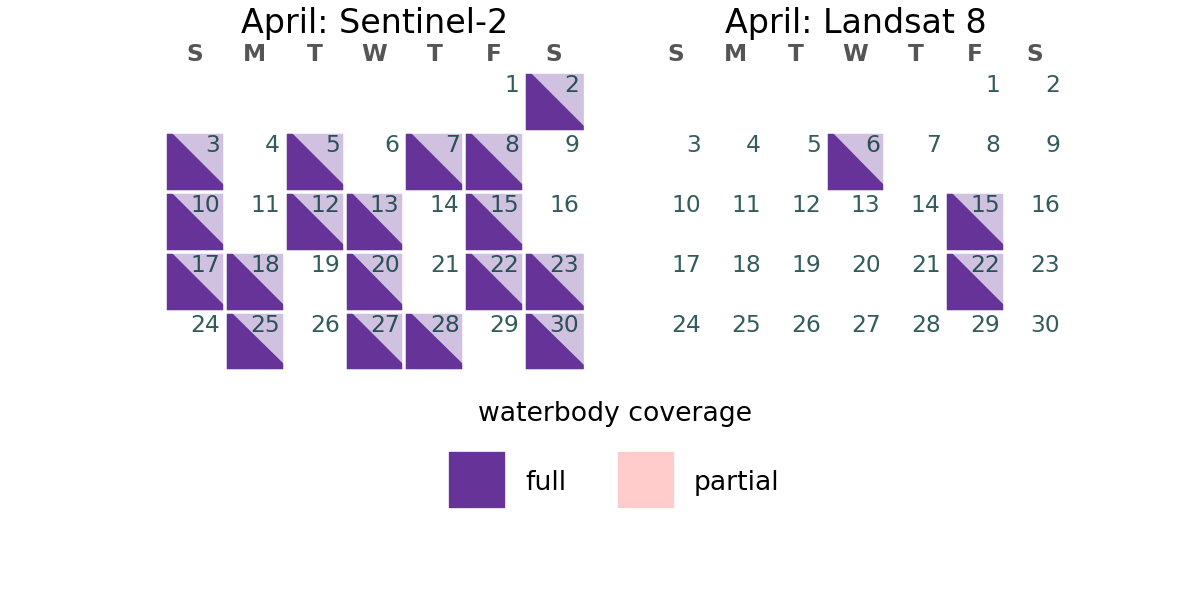 April: Sentinel-2
S M T W T F S
1 2
3 4 5 6 7 8 9
10 11 12 13 14 15 16
17 18 19 20 21 22 23
24 25 26 27 28 29 30
April: Landsat 8
S M T W T F S
1 2
3 4 5 6 7 8 9
10 11 12 13 14 15 16
17 18 19 20 21 22 23
24 25 26 27 28 29 30
waterbody coverage
full partial